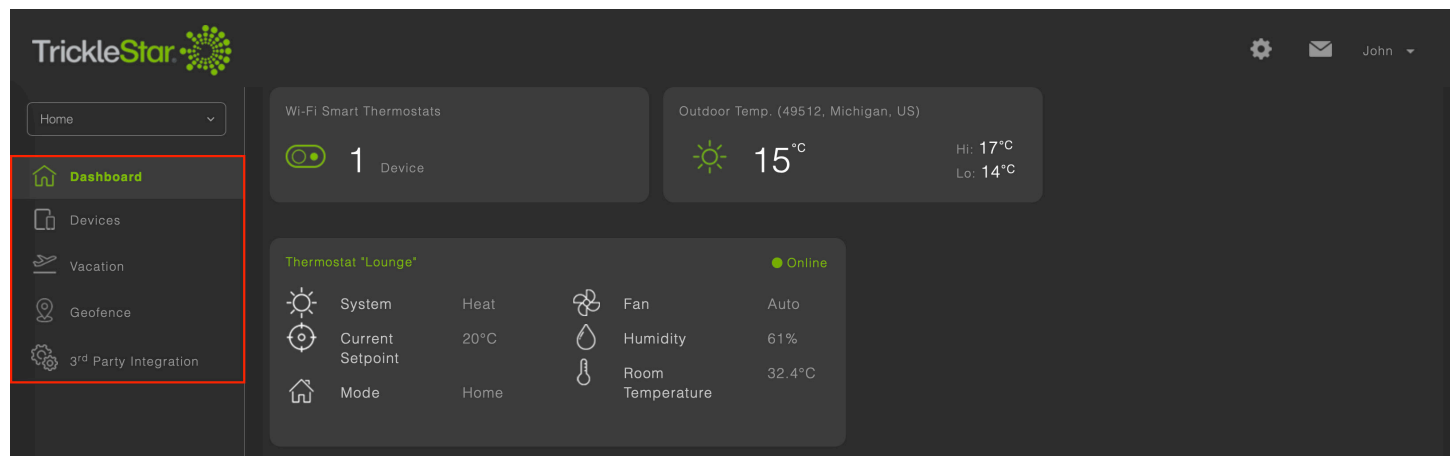 TrickleStar®
John
Home
Dashboard
Devices
Vacation
Geofence
3rd Party Integration
Wi-Fi Smart Thermostats
1 Device
Outdoor Temp. (49512, Michigan, US)
15°C
Hi: 17°C
Lo: 14°C
Thermostat "Lounge"
Online
System Heat
Current
Setpoint
20°C
Mode Home
Fan Auto
Humidity 61%
Room
Temperature
32.4°C